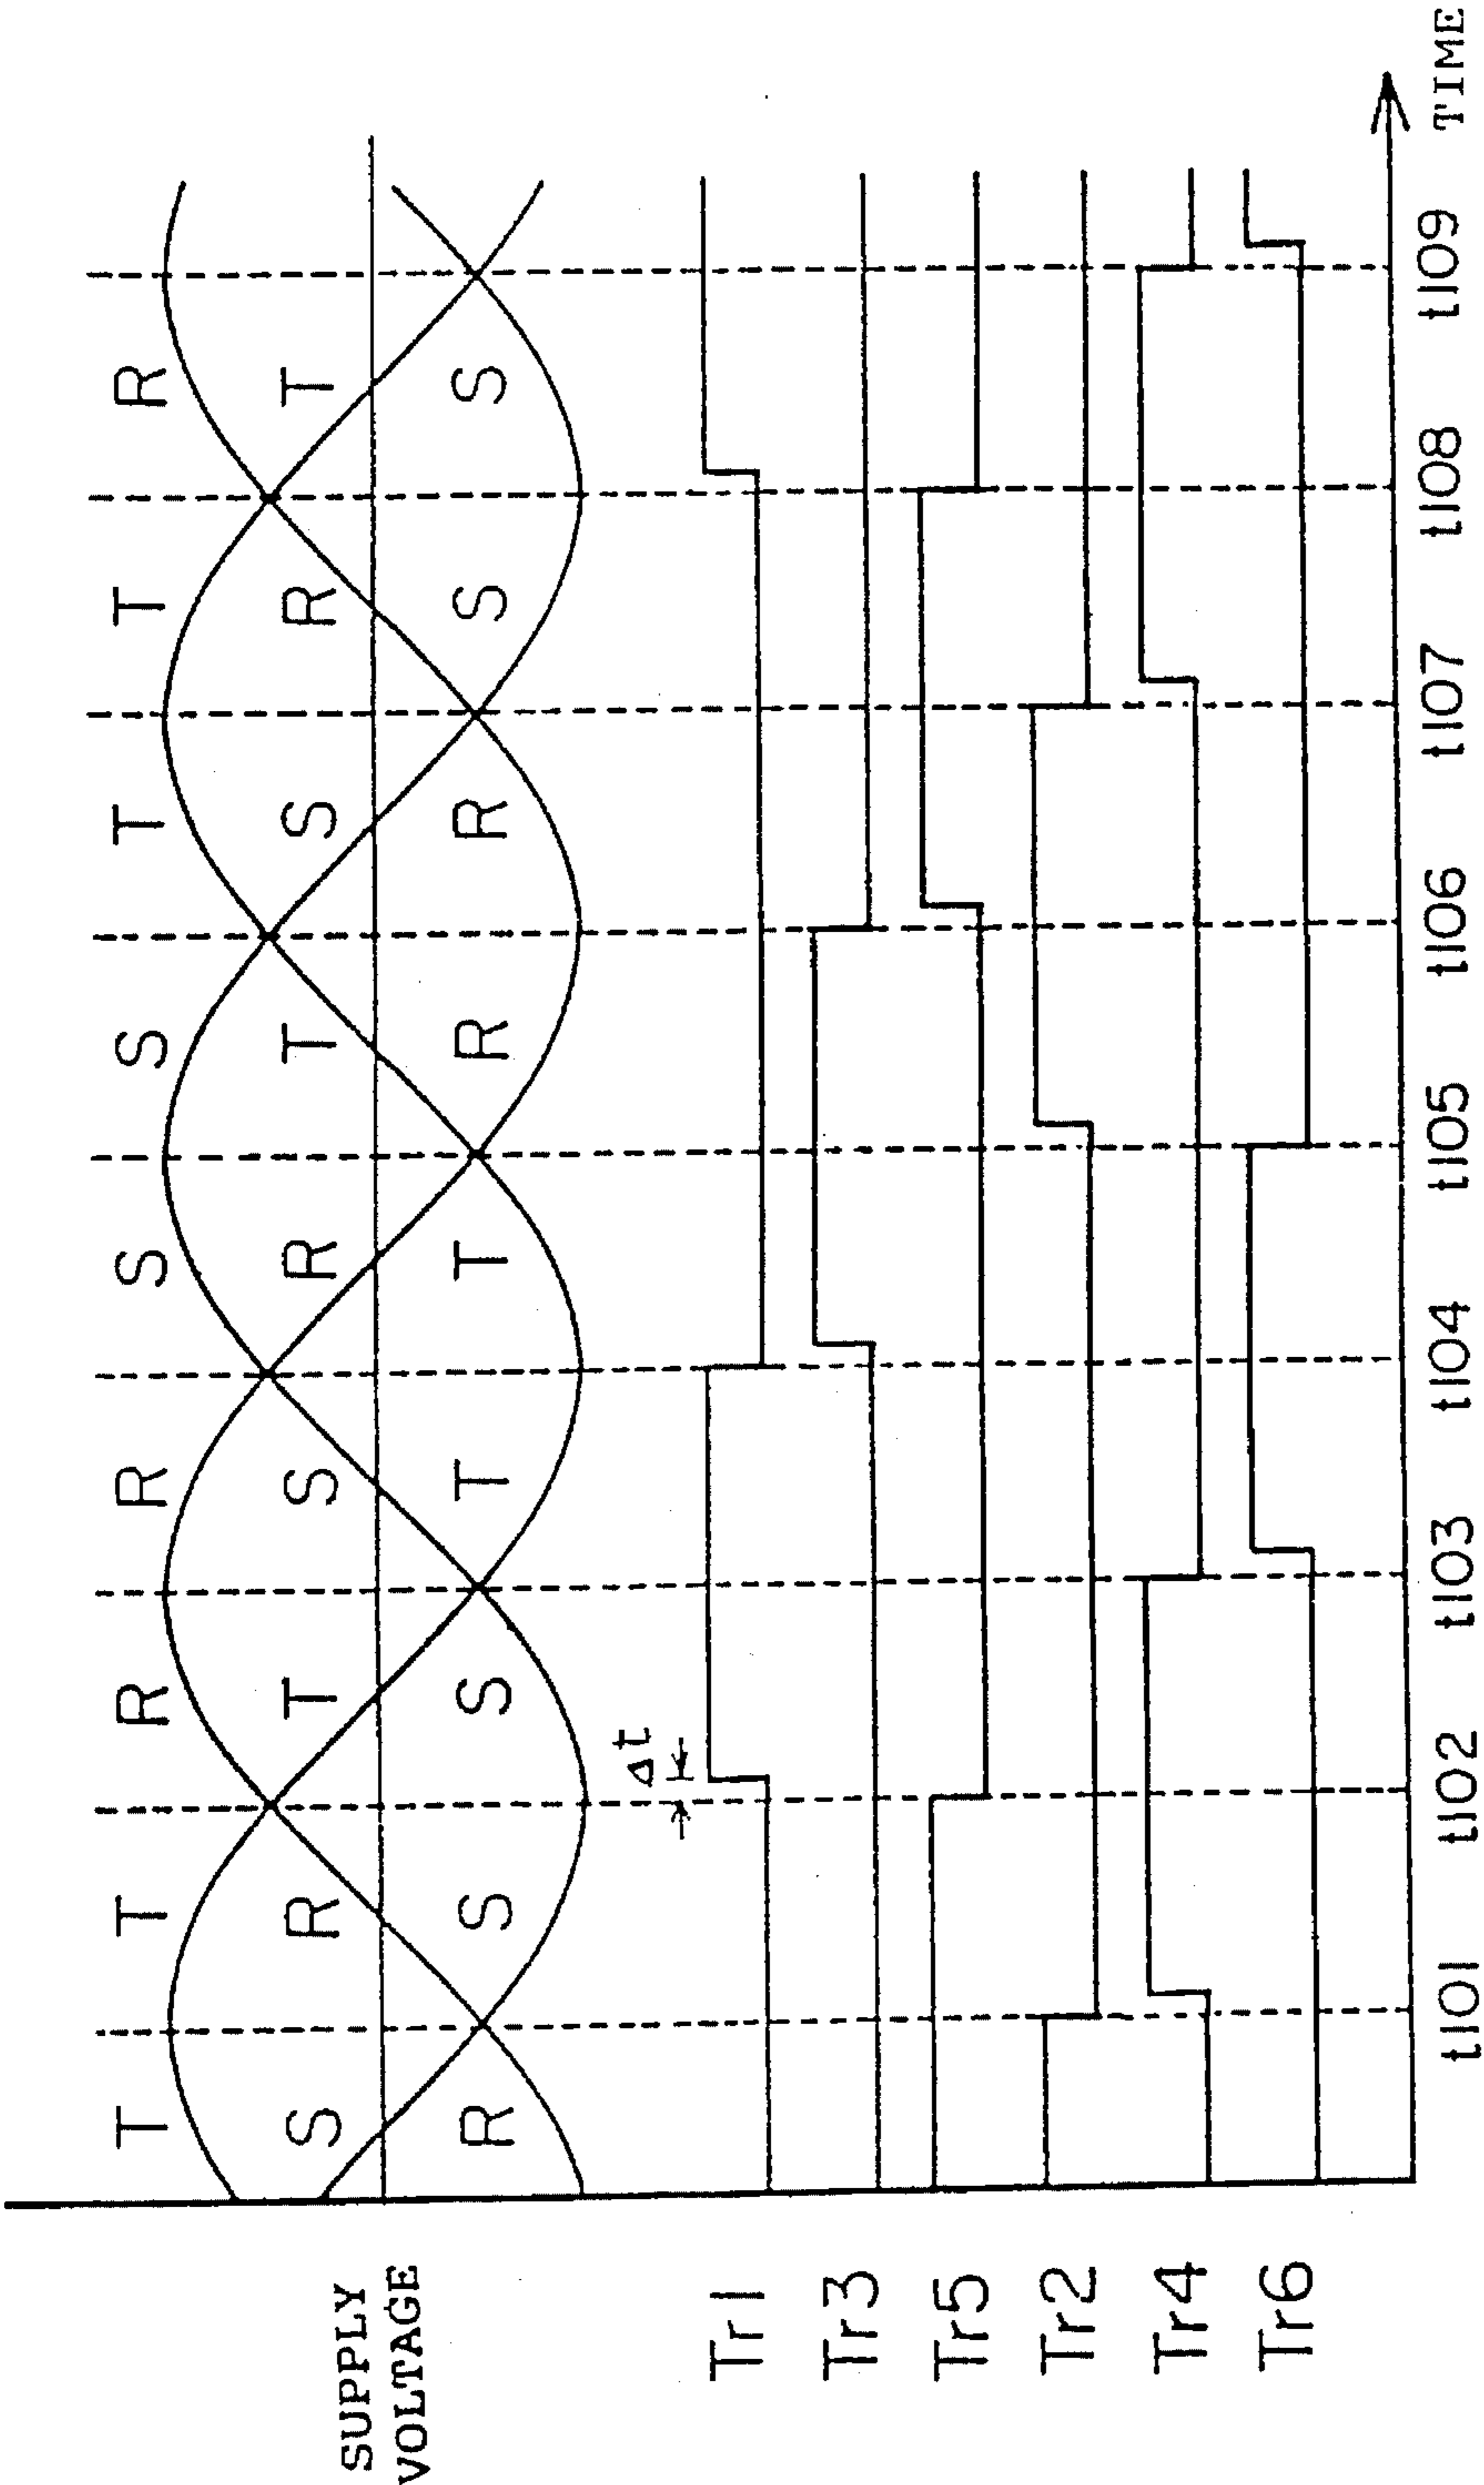 T T R R S S T T R
S R T S R T S R T
R S S T T R R S S
SUPPLY
VOLTAGE
Δt
Tr1
Tr3
Tr5
Tr2
Tr4
Tr6
t101 t102 t103 t104 t105 t106 t107 t108 t109 TIME